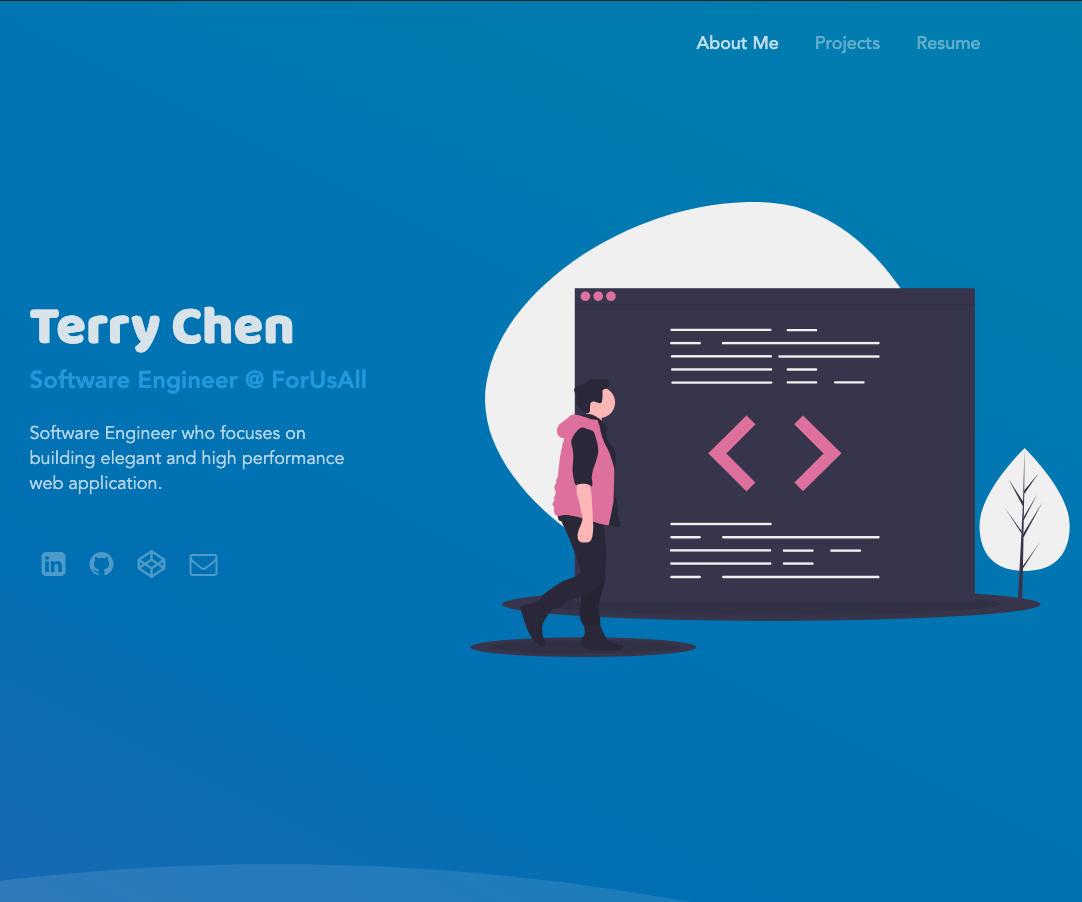 About Me Projects Resume
Terry Chen
Software Engineer @ ForUsAll
Software Engineer who focuses on
building elegant and high performance
web application.
in